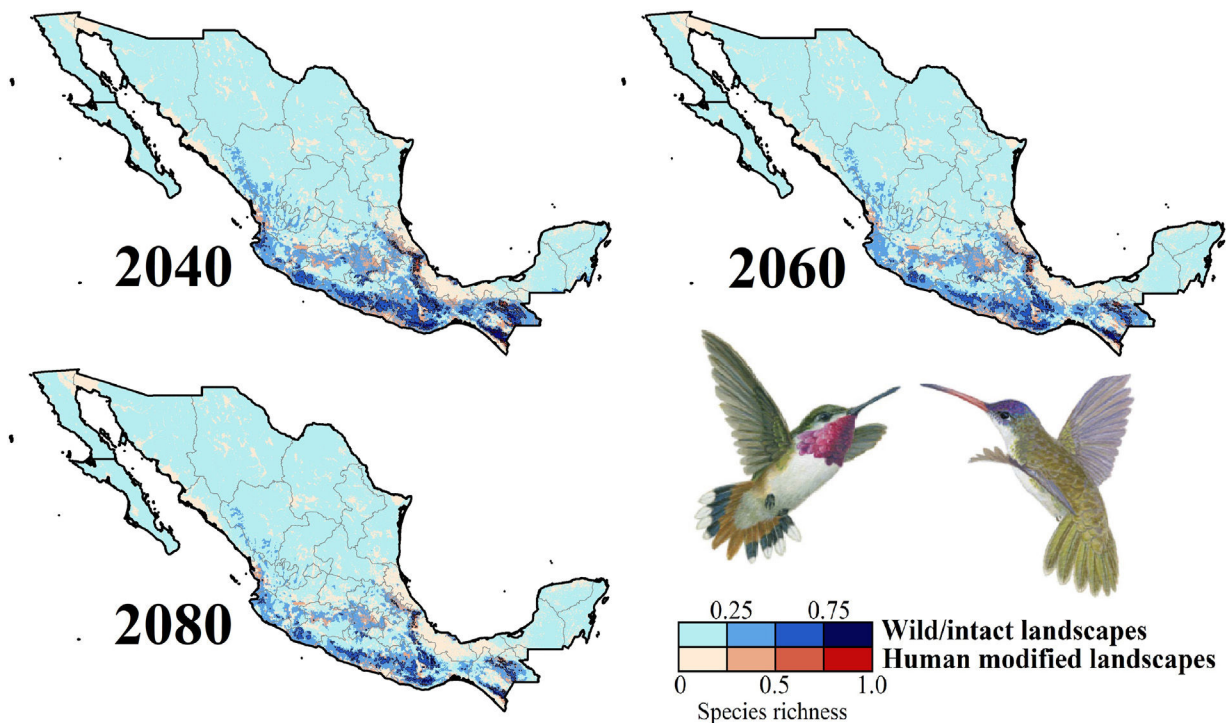 2040
2060
2080
0.25 0.75
Wild/intact landscapes
Human modified landscapes
0 0.5 1.0
Species richness